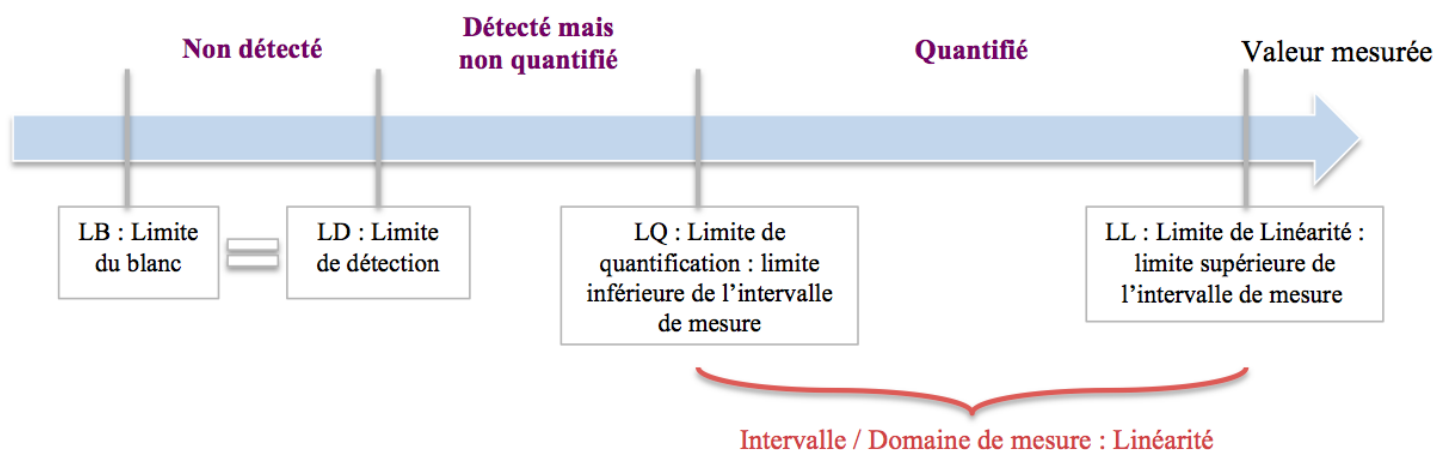 Non détecté
Détecté mais
non quantifié
Quantifié
Valeur mesurée
LB : Limite
du blanc
LD : Limite
de détection
LQ : Limite de
quantification : limite
inférieure de l’intervalle
de mesure
LL : Limite de Linéarité :
limite supérieure de
l’intervalle de mesure
Intervalle / Domaine de mesure : Linéarité